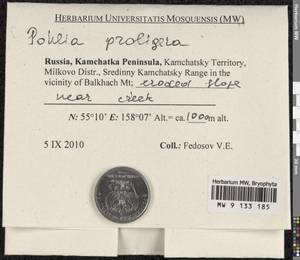 HERBARIUM UNIVERSITATIS MOSQUENSIS (MW)
Pohlia proligera
Russia, Kamchatka Peninsula, Kamchatsky Territory,
Milkovo Distr., Sredinny Kamchatsky Range in the
vicinity of Balkhach Mt; eroded slope
near creek
N: 55°10' E: 158°07' Alt.= ca. 1000 m alt.
5 IX 2010 Coll.: Fedosov V.E.
Herbarium MW, Bryophyta
MW 9 133 185